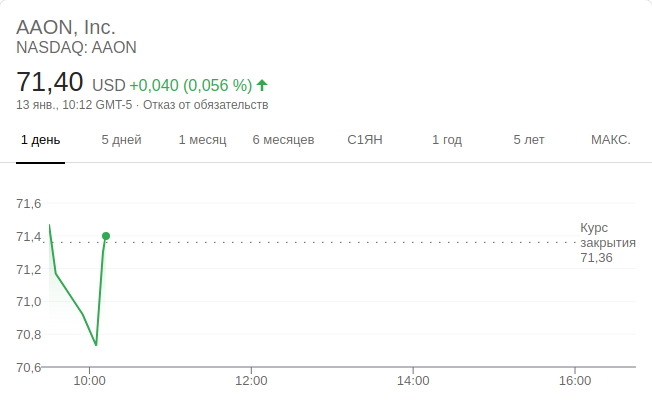 AAON, Inc.
NASDAQ: AAON
71,40 USD +0,040 (0,056 %)
13 янв., 10:12 GMT-5 · Отказ от обязательств
1 день 5 дней 1 месяц 6 месяцев С1ЯН 1 год 5 лет МАКС.
71,6
Курс
71,4 закрытия
71,36
71,2
71,0
70,8
70,6
10:00 12:00 14:00 16:00